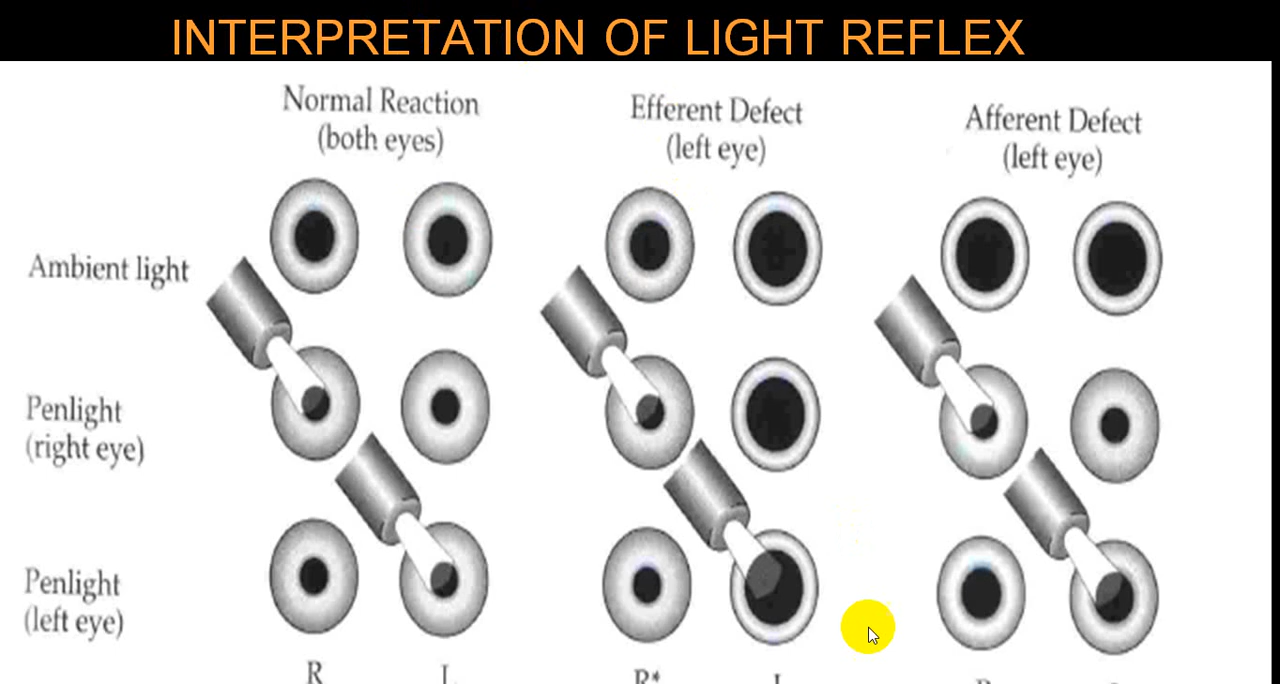 INTERPRETATION OF LIGHT REFLEX
Normal Reaction
(both eyes)
Efferent Defect
(left eye)
Afferent Defect
(left eye)
Ambient light
Penlight
(right eye)
Penlight
(left eye)
R L R* L